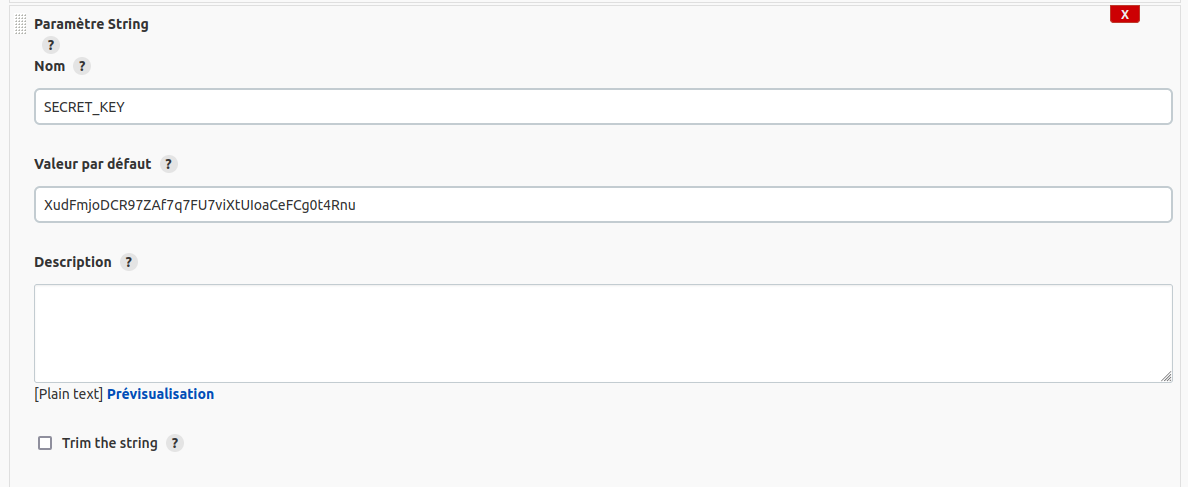 Paramètre String
X
?
Nom ?
SECRET_KEY
Valeur par défaut ?
XudFmjoDCR97ZAf7q7FU7viXtUIoaCeFCg0t4Rnu
Description ?
[Plain text] Prévisualisation
Trim the string ?